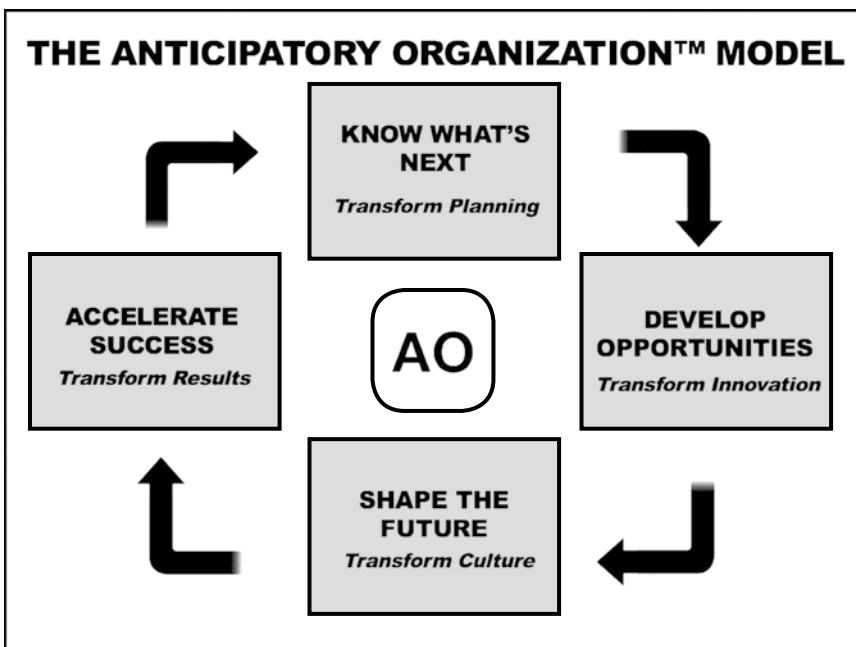 THE ANTICIPATORY ORGANIZATION™ MODEL
KNOW WHAT'S
NEXT
Transform Planning
ACCELERATE
SUCCESS
Transform Results
AO
DEVELOP
OPPORTUNITIES
Transform Innovation
SHAPE THE
FUTURE
Transform Culture